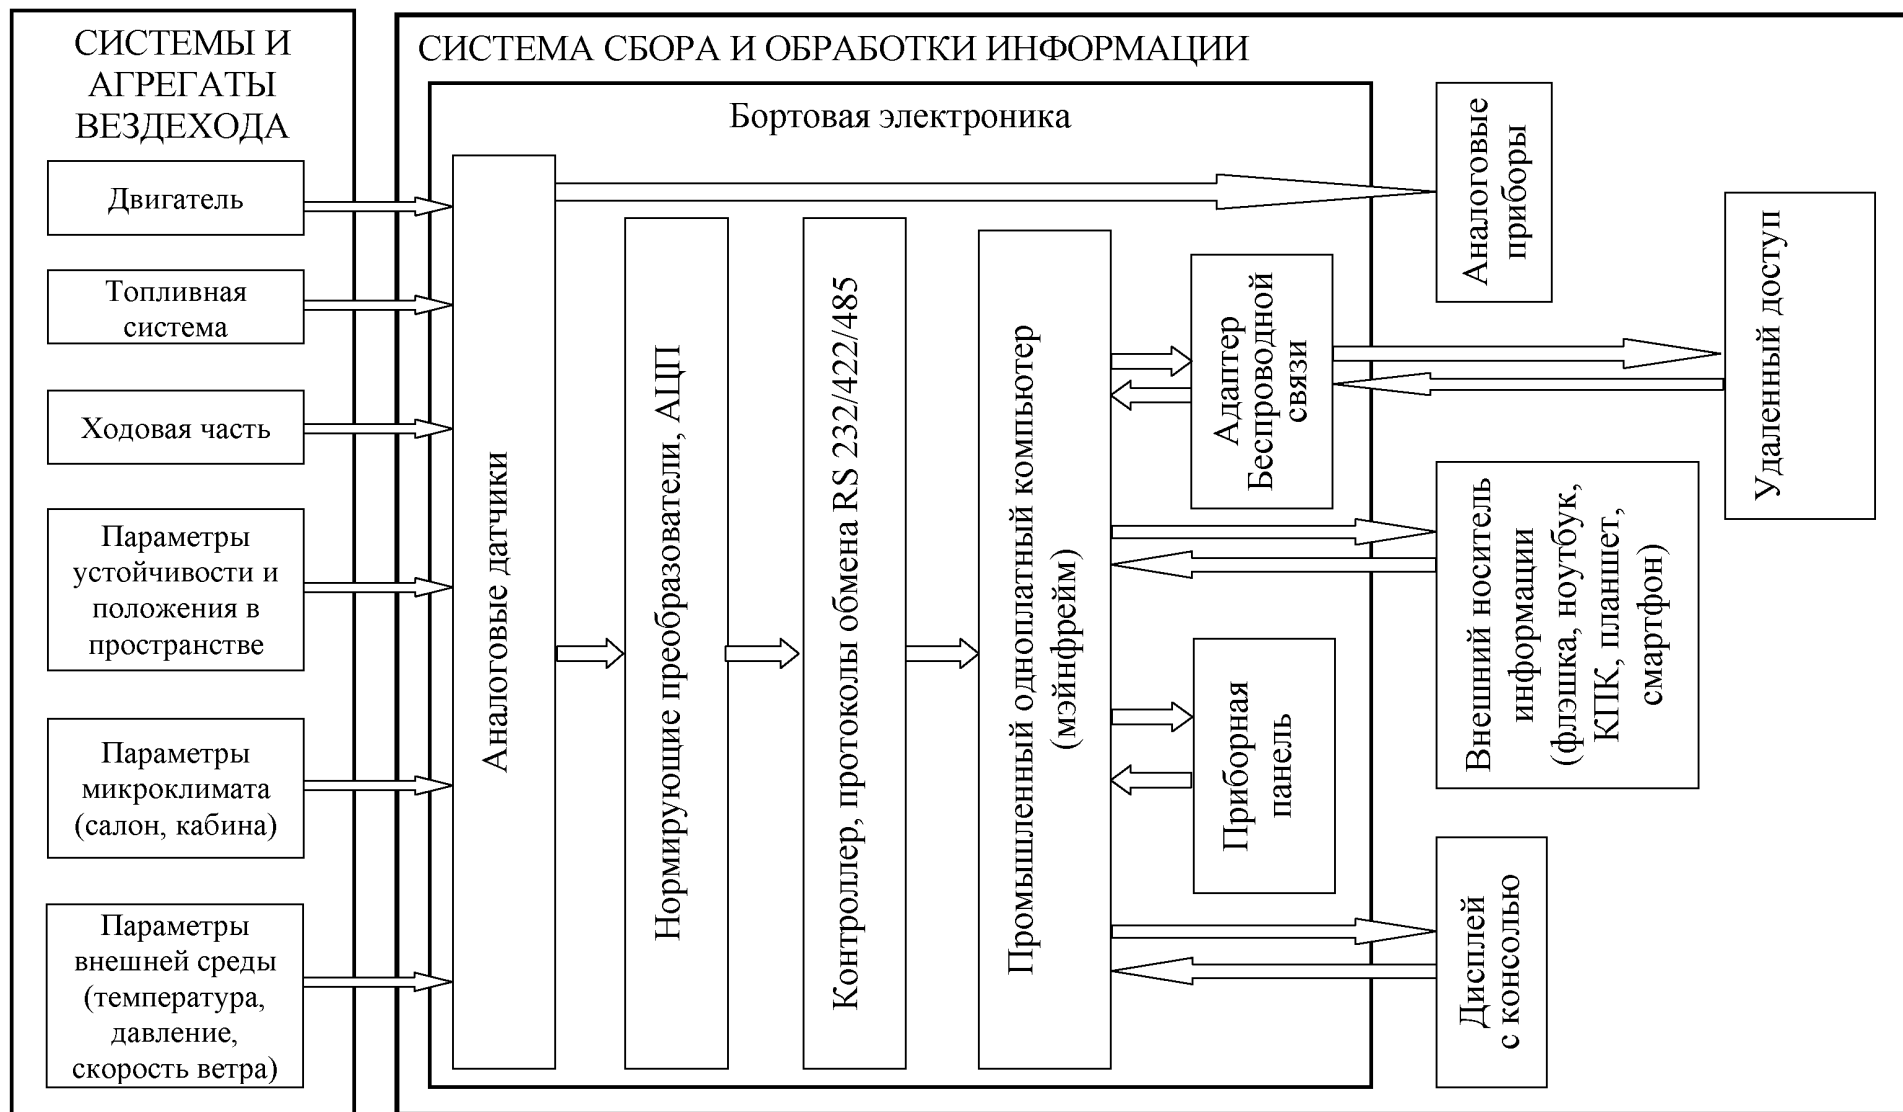 СИСТЕМЫ И
АГРЕГАТЫ
ВЕЗДЕХОДА
Двигатель
Топливная
система
Ходовая часть
Параметры
устойчивости и
положения в
пространстве
Параметры
микроклимата
(салон, кабина)
Параметры
внешней среды
(температура,
давление,
скорость ветра)
СИСТЕМА СБОРА И ОБРАБОТКИ ИНФОРМАЦИИ
Бортовая электроника
Аналоговые датчики
Нормирующие преобразователи, АЦП
Контроллер, протоколы обмена RS 232/422/485
Промышленный одноплатный компьютер
(мэйнфрейм)
Адаптер
Беспроводной
связи
Приборная
панель
Аналоговые
приборы
Внешний носитель
информации
(флэшка, ноутбук,
КПК, планшет,
смартфон)
Дисплей
с консолью
Удаленный доступ